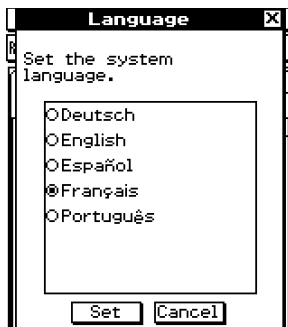 Language
Set the system
language.
Deutsch
English
Español
Français
Português
Set Cancel